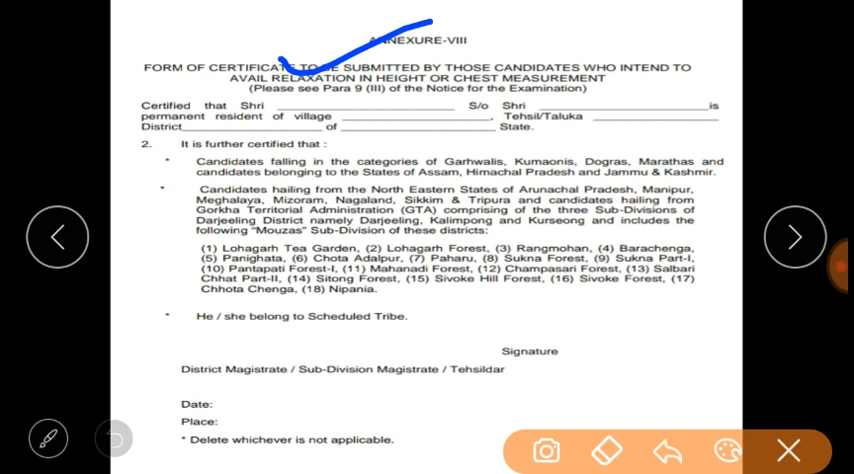 ANNEXURE-VIII
FORM OF CERTIFICATE TO BE SUBMITTED BY THOSE CANDIDATES WHO INTEND TO
AVAIL RELAXATION IN HEIGHT OR CHEST MEASUREMENT
(Please see Para 9 (III) of the Notice for the Examination)
Certified that Shri ____________________________ S/o Shri ___________________________is
permanent resident of village ________________________, Tehsil/Taluka ____________________
District______________________ of ________________________ State.
2. It is further certified that :
* Candidates falling in the categories of Garhwalis, Kumaonis, Dogras, Marathas and
candidates belonging to the States of Assam, Himachal Pradesh and Jammu & Kashmir.
* Candidates hailing from the North Eastern States of Arunachal Pradesh, Manipur,
Meghalaya, Mizoram, Nagaland, Sikkim & Tripura and candidates hailing from
Gorkha Territorial Administration (GTA) comprising of the three Sub-Divisions of
Darjeeling District namely Darjeeling, Kalimpong and Kurseong and includes the
following "Mouzas" Sub-Division of these districts:
(1) Lohagarh Tea Garden, (2) Lohagarh Forest, (3) Rangmohan, (4) Barachenga,
(5) Panighata, (6) Chota Adalpur, (7) Paharu, (8) Sukna Forest, (9) Sukna Part-I,
(10) Pantapati Forest-I, (11) Mahanadi Forest, (12) Champasari Forest, (13) Salbari
Chhat Part-II, (14) Sitong Forest, (15) Sivoke Hill Forest, (16) Sivoke Forest, (17)
Chhota Chenga, (18) Nipania.
* He / she belong to Scheduled Tribe.
Signature
District Magistrate / Sub-Division Magistrate / Tehsildar
Date:
Place:
* Delete whichever is not applicable.